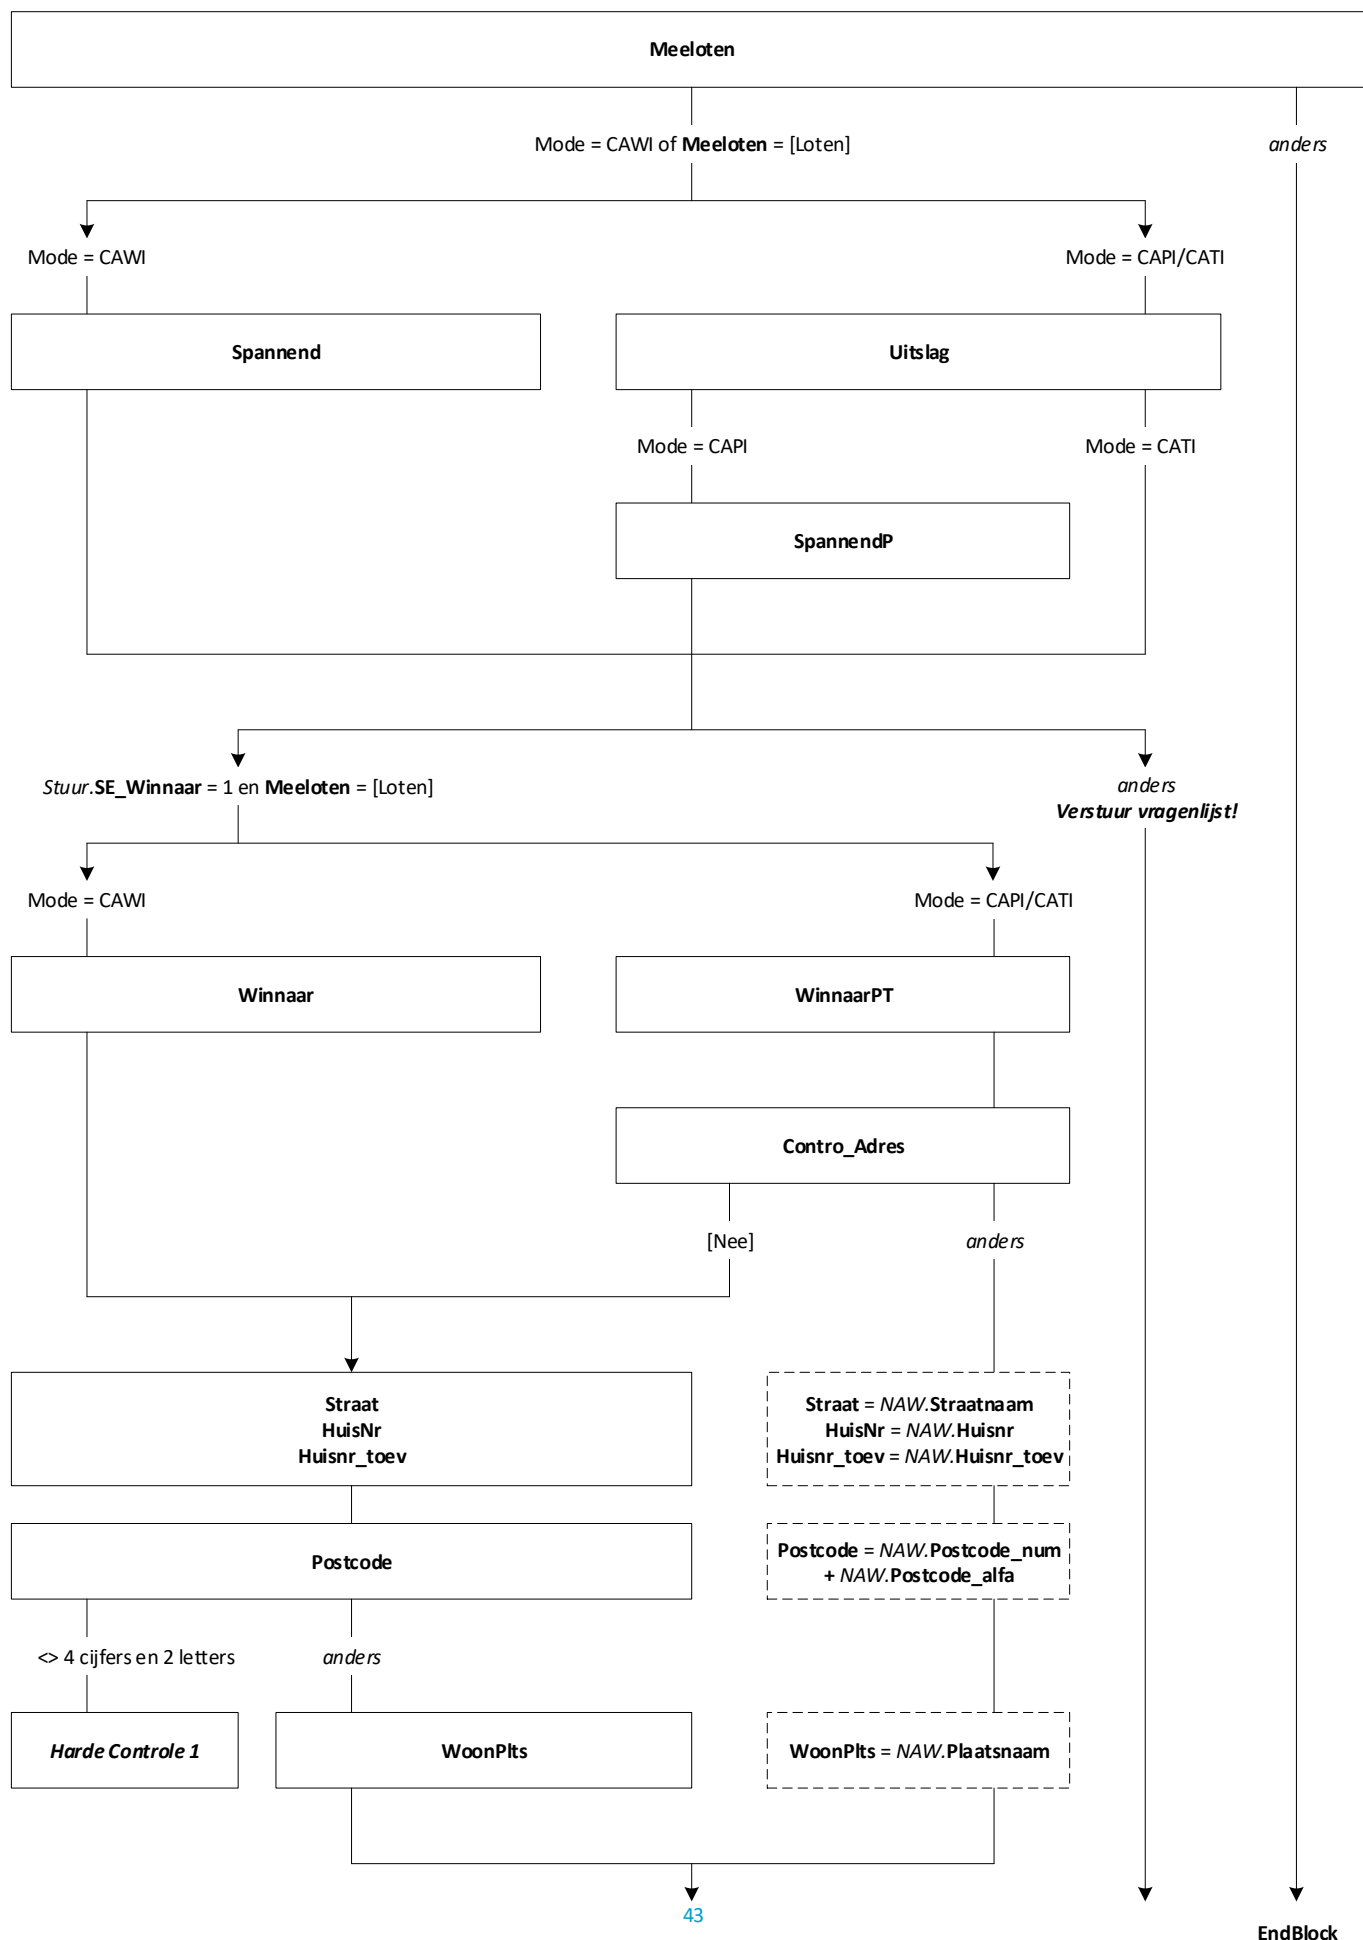 Meeloten
Mode = CAWI of Meeloten = [Loten]
anders
Mode = CAWI
Mode = CAPI/CATI
Spannend
Uitslag
Mode = CAPI
Mode = CATI
SpannendP
Stuur.SE_Winnaar = 1 en Meeloten = [Loten]
anders
Verstuur vragenlijst!
Mode = CAWI
Mode = CAPI/CATI
Winnaar
WinnaarPT
Contro_Adres
[Nee]
anders
Straat
HuisNr
Huisnr_toev
Straat = NAW.Straatnaam
HuisNr = NAW.Huisnr
Huisnr_toev = NAW.Huisnr_toev
Postcode
Postcode = NAW.Postcode_num
+ NAW.Postcode_alfa
<> 4 cijfers en 2 letters
anders
Harde Controle 1
WoonPlts
WoonPlts = NAW.Plaatsnaam
43
EndBlock